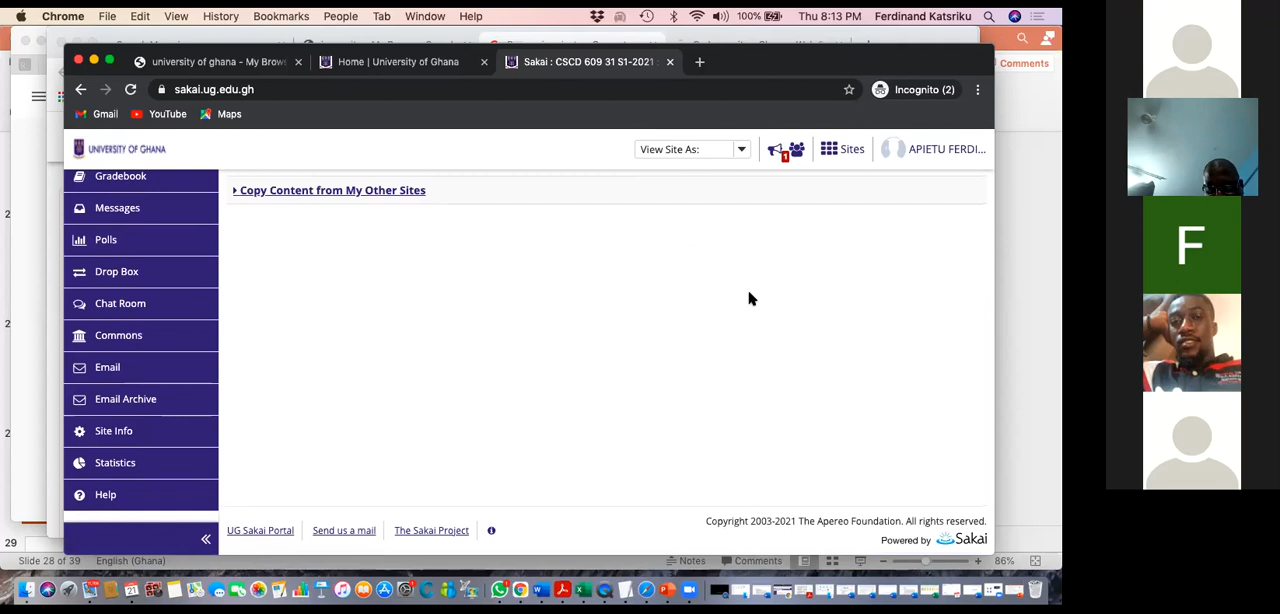 Chrome File Edit View History Bookmarks People Tab Window Help 100% Thu 8:13 PM Ferdinand Katsriku
university of ghana - My Brows Home | University of Ghana Sakai : CSCD 609 31 S1-2021
Comments
sakai.ug.edu.gh Incognito (2)
Gmail YouTube Maps
UNIVERSITY OF GHANA View Site As: 1 Sites APIETU FERDI...
Gradebook
Copy Content from My Other Sites
Messages
Polls
Drop Box
Chat Room
F
Commons
Email
Email Archive
Site Info
Statistics
Help
Copyright 2003-2021 The Apereo Foundation. All rights reserved.
UG Sakai Portal Send us a mail The Sakai Project
Powered by Sakai
29
Slide 28 of 39 English (Ghana) Notes Comments 86%